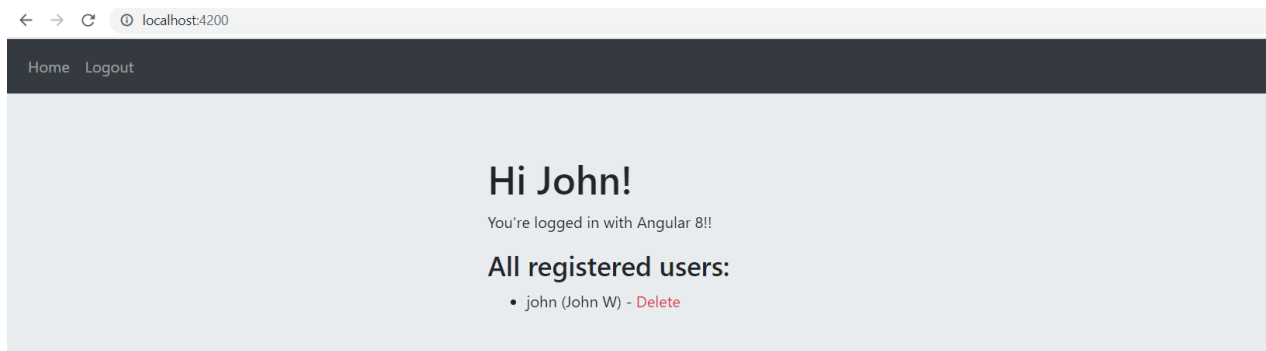 localhost:4200
Home Logout
Hi John!
You're logged in with Angular 8!!
All registered users:
• john (John W) - Delete